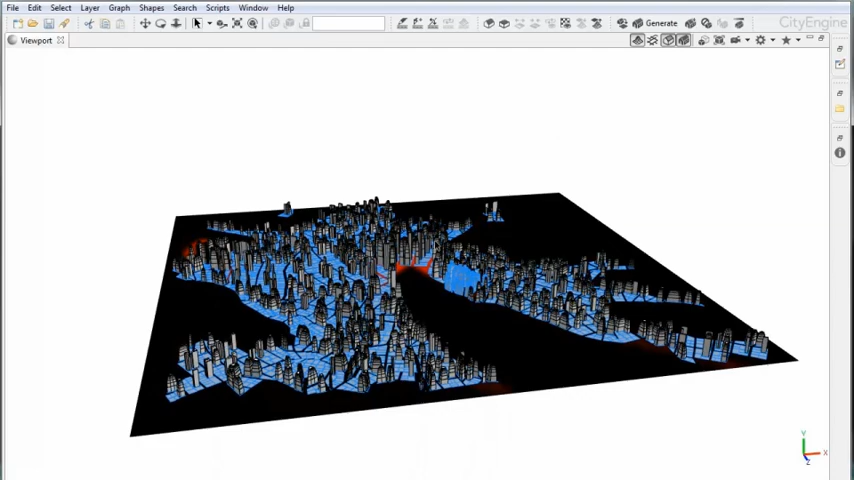 File Edit Select Layer Graph Shapes Search Scripts Window Help
Generate
CityEngine
Viewport
Y
X
Z